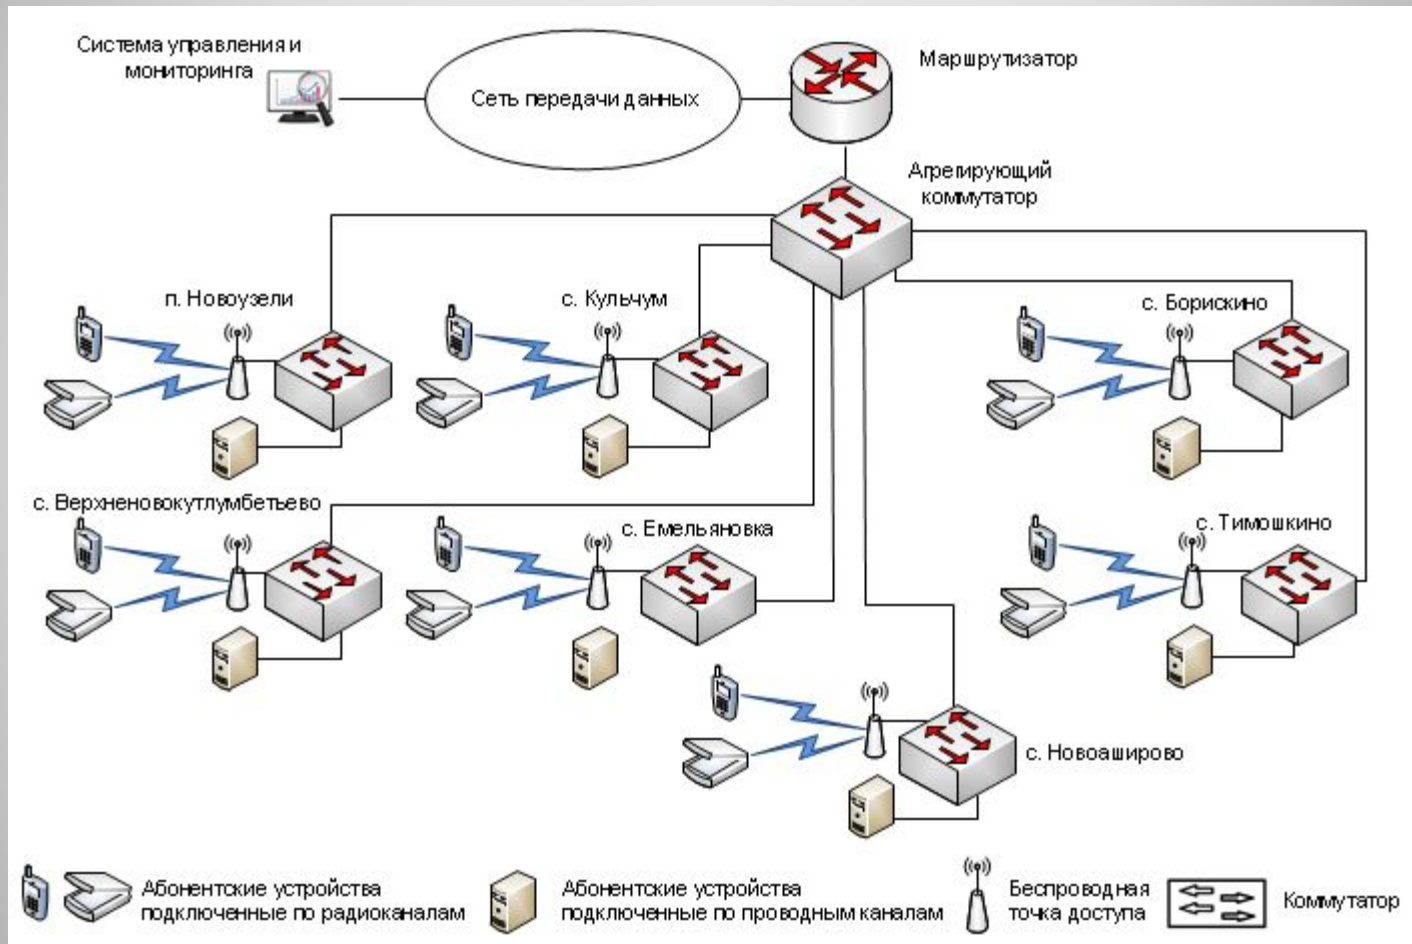 Система управления и
мониторинга
Сеть передачи данных
Маршрутизатор
Агрегирующий
коммутатор
п. Новоузели
с. Кульчум
с. Борискино
с. Верхненовокутлумбетьево
с. Емельяновка
с. Тимошкино
с. Новоаширово
Абонентские устройства
подключенные по радиоканалам
Абонентские устройства
подключенные по проводным каналам
Беспроводная
точка доступа
Коммутатор